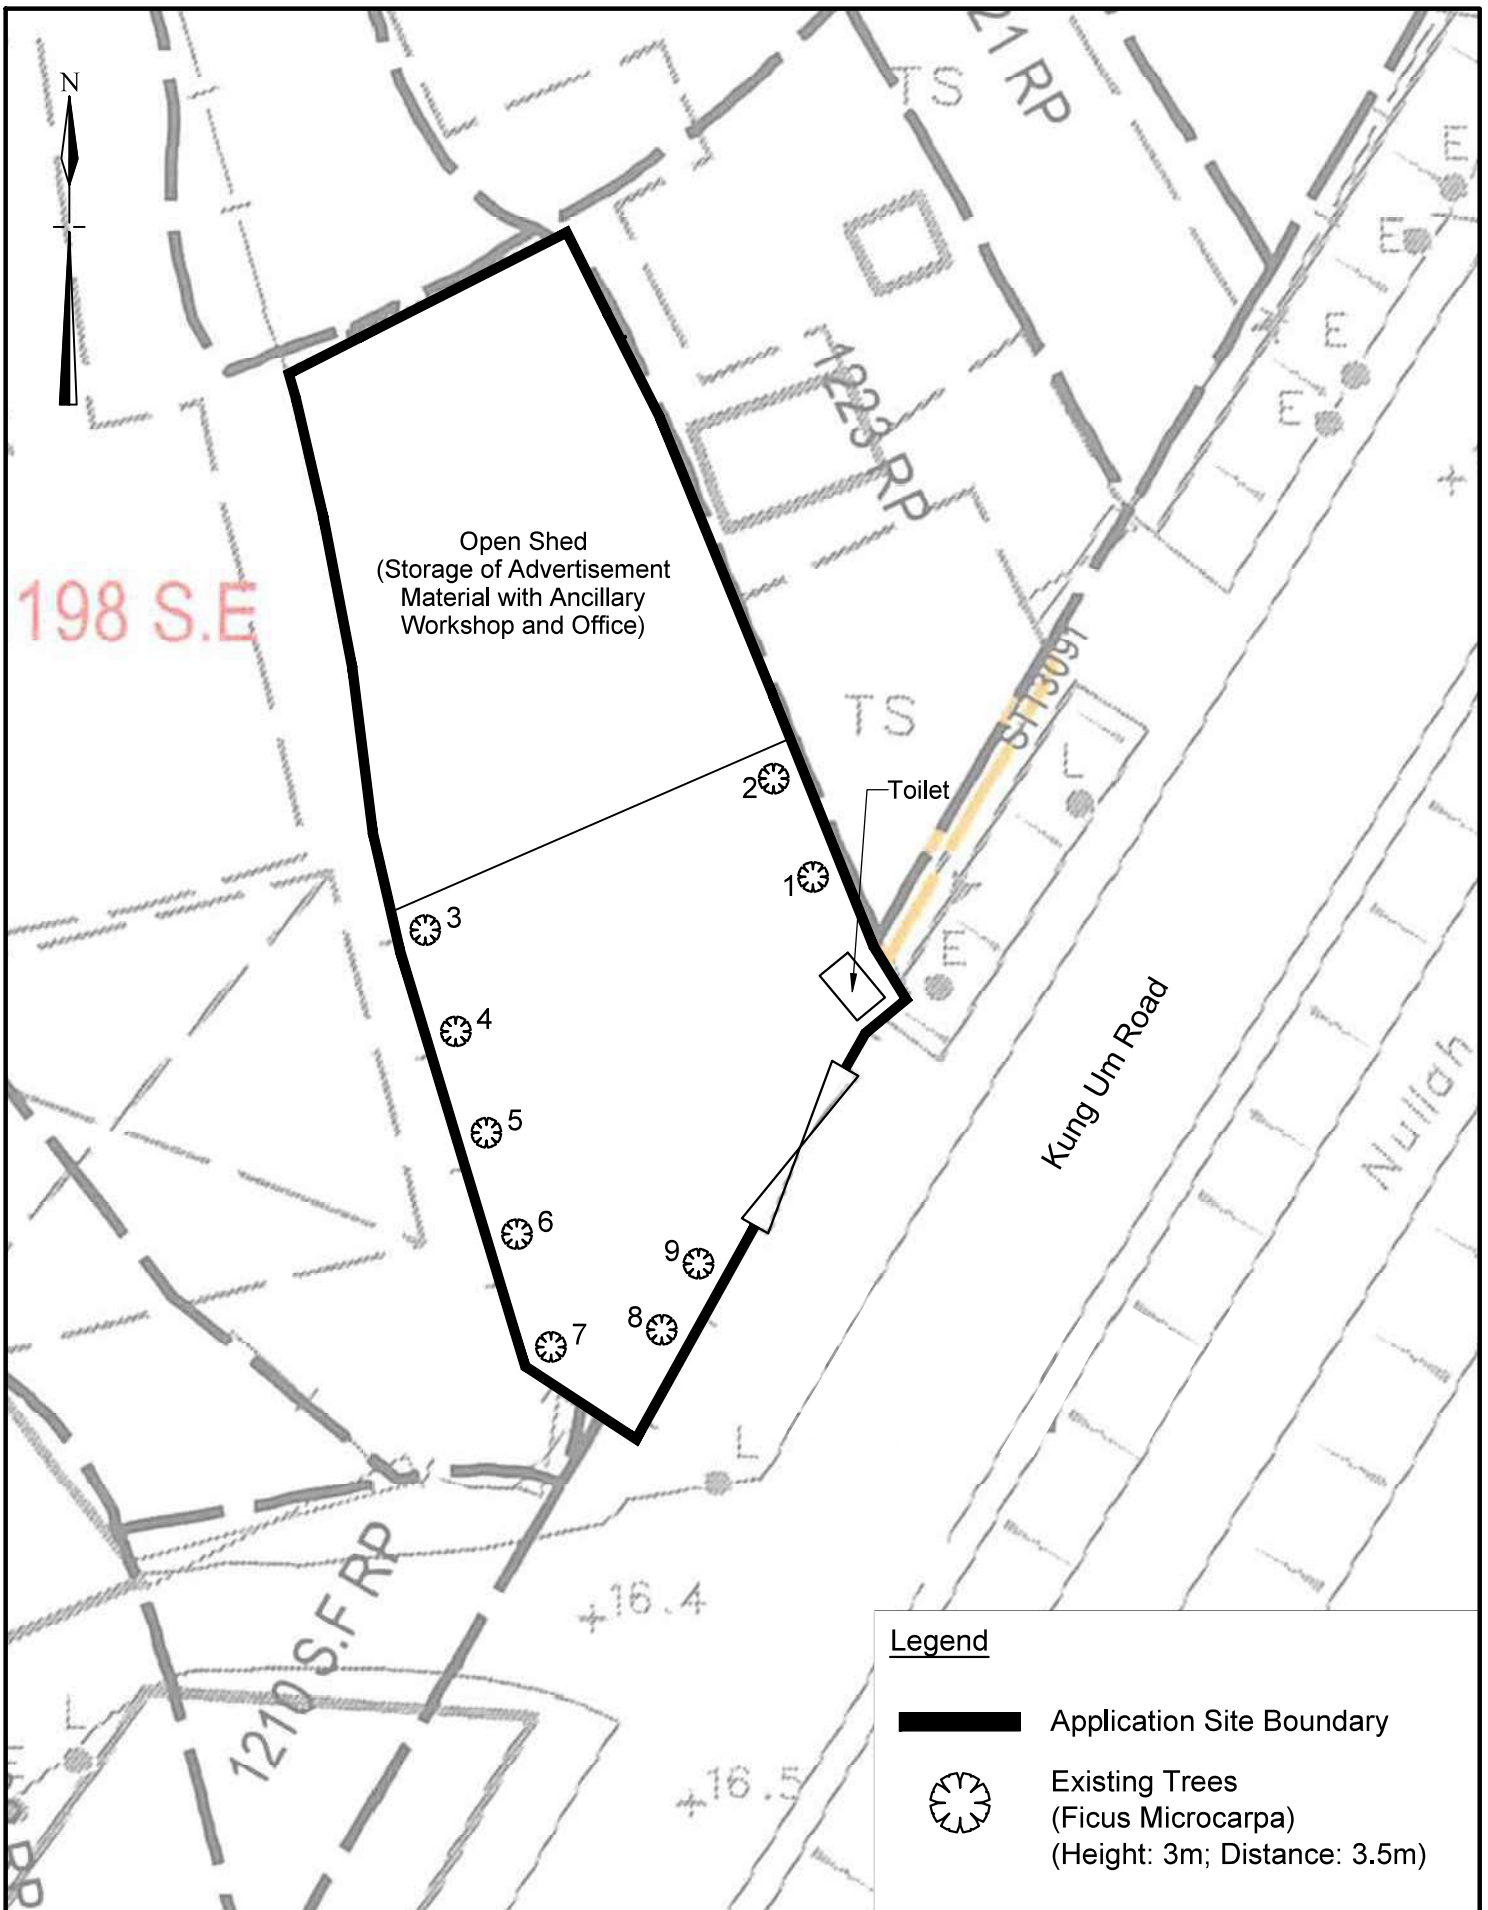 N
TS
21 RP
E
E
E
E
1223 RP
Open Shed
(Storage of Advertisement
Material with Ancillary
Workshop and Office)
198 S.E
STT3097
TS
L
2
Toilet
1
3
E
4
Kung Um Road
5
Nullah
6
9
8
7
L
1210 S.F RP
16.4
L
16.5
Legend
Application Site Boundary
Existing Trees
(Ficus Microcarpa)
(Height: 3m; Distance: 3.5m)